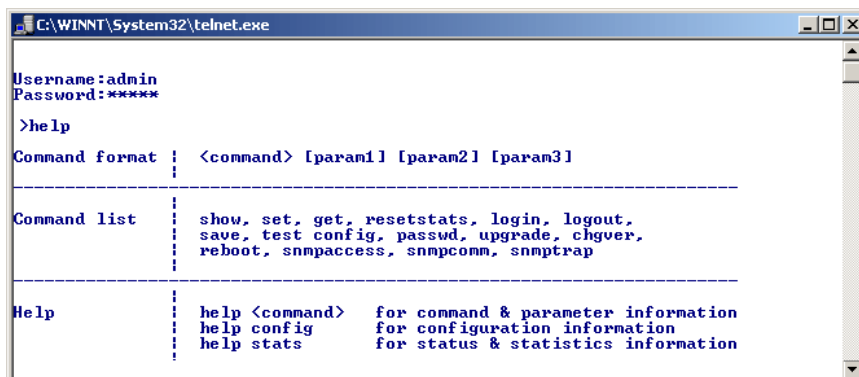 C:\WINNT\System32\telnet.exe
Username:admin
Password:*****
>help
Command format ¦ <command> [param1] [param2] [param3]
Command list ¦ show, set, get, resetstats, login, logout,
¦ save, test config, passwd, upgrade, chgver,
¦ reboot, snmpaccess, snmpcomm, snmptrap
Help ¦ help <command> for command & parameter information
¦ help config for configuration information
¦ help stats for status & statistics information